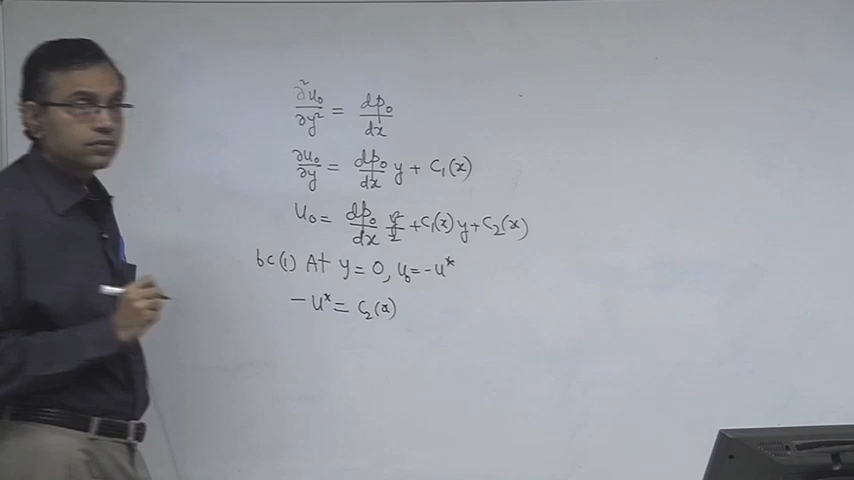 ∂²u₀/∂y² = dp₀/dx
∂u₀/∂y = dp₀/dx y + C₁(x)
u₀ = dp₀/dx y²/2 + C₁(x) y + C₂(x)
bc (1) At y = 0, u₀ = -u*
- u* = C₂(x)